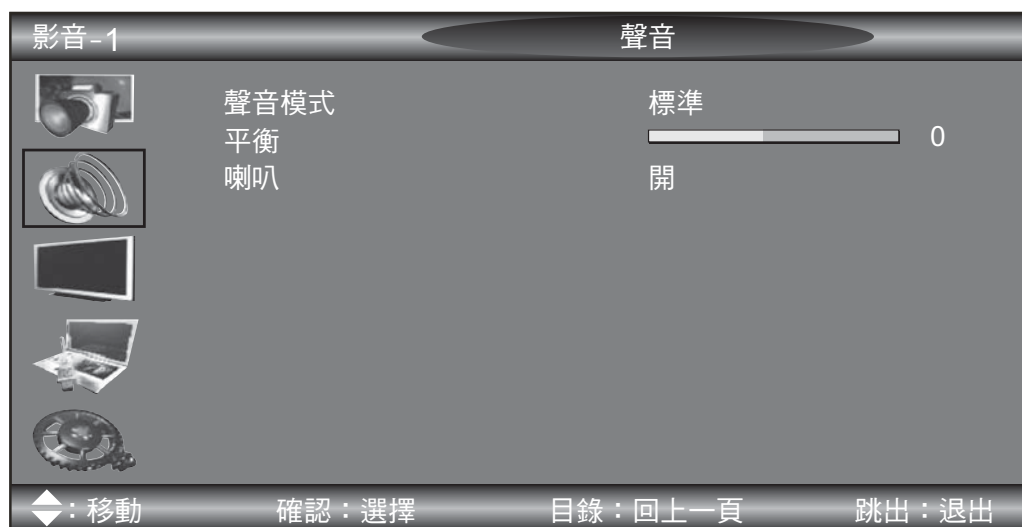 影音-1 聲音
聲音模式 標準
平衡 0
喇叭 開
：移動 確認：選擇 目錄：回上一頁 跳出：退出